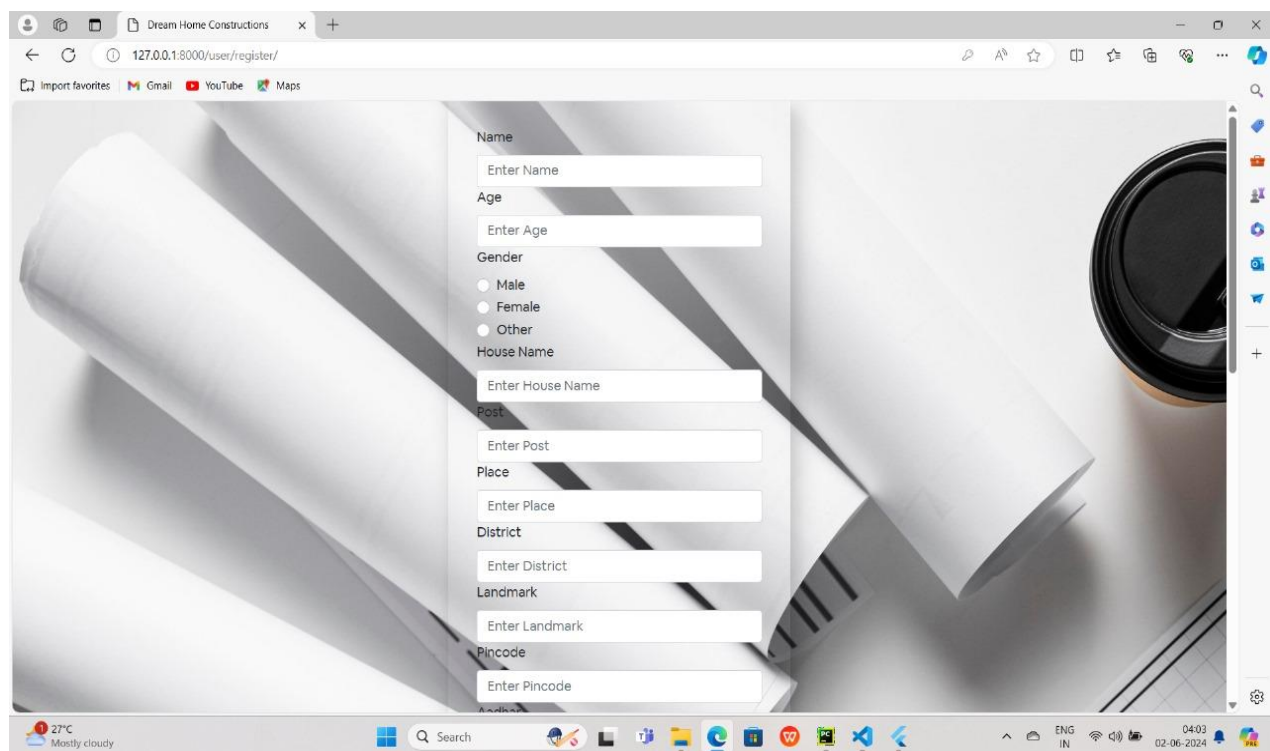 Dream Home Constructions
127.0.0.1:8000/user/register/
Import favorites Gmail YouTube Maps
Name
Enter Name
Age
Enter Age
Gender
Male
Female
Other
House Name
Enter House Name
Post
Enter Post
Place
Enter Place
District
Enter District
Landmark
Enter Landmark
Pincode
Enter Pincode
Aadhar
1
27°C
Mostly cloudy
Search
ENG
IN
04:03
02-06-2024